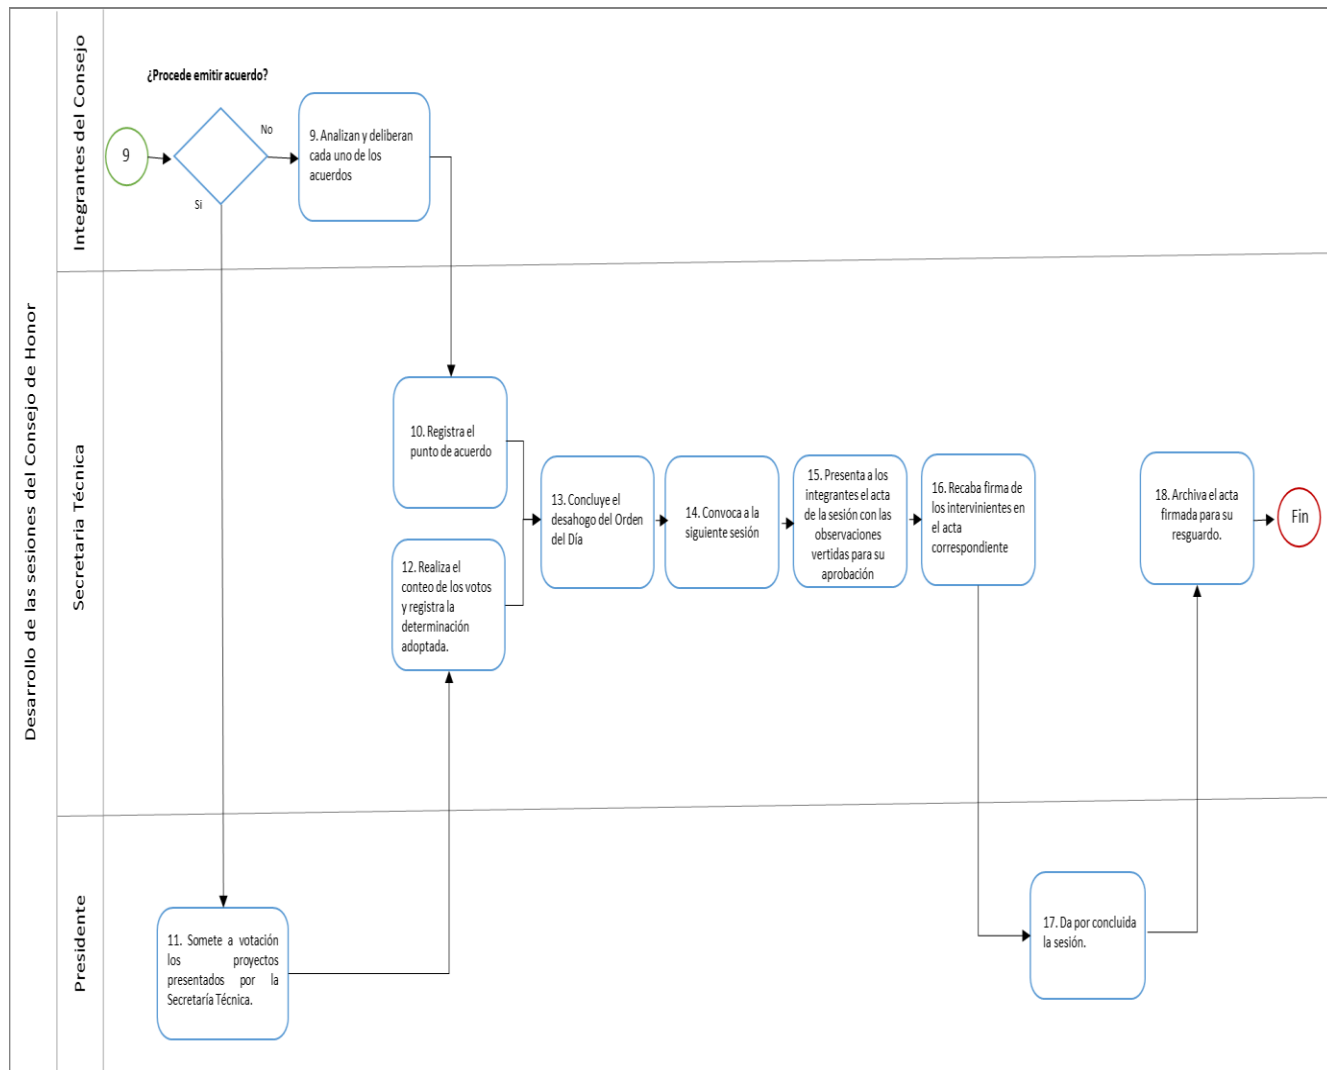 Desarrollo de las sesiones del Consejo de Honor
Integrantes del Consejo
¿Procede emitir acuerdo?
9
No
Si
9. Analizan y deliberan
cada uno de los
acuerdos
Secretaría Técnica
10. Registra el
punto de acuerdo
12. Realiza el
conteo de los votos
y registra la
determinación
adoptada.
13. Concluye el
desahogo del Orden
del Día
14. Convoca a la
siguiente sesión
15. Presenta a los
integrantes el acta
de la sesión con las
observaciones
vertidas para su
aprobación
16. Recaba firma de
los intervinientes en
el acta
correspondiente
18. Archiva el acta
firmada para su
resguardo.
Fin
Presidente
11. Somete a votación
los proyectos
presentados por la
Secretaría Técnica.
17. Da por concluida
la sesión.